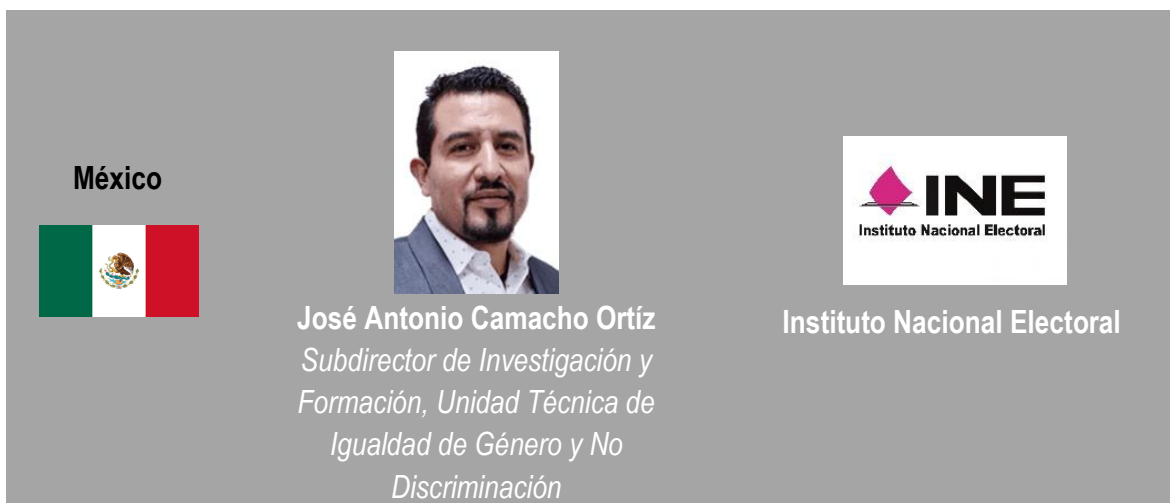 México
José Antonio Camacho Ortíz
Subdirector de Investigación y
Formación, Unidad Técnica de
Igualdad de Género y No
Discriminación
INE
Instituto Nacional Electoral
Instituto Nacional Electoral